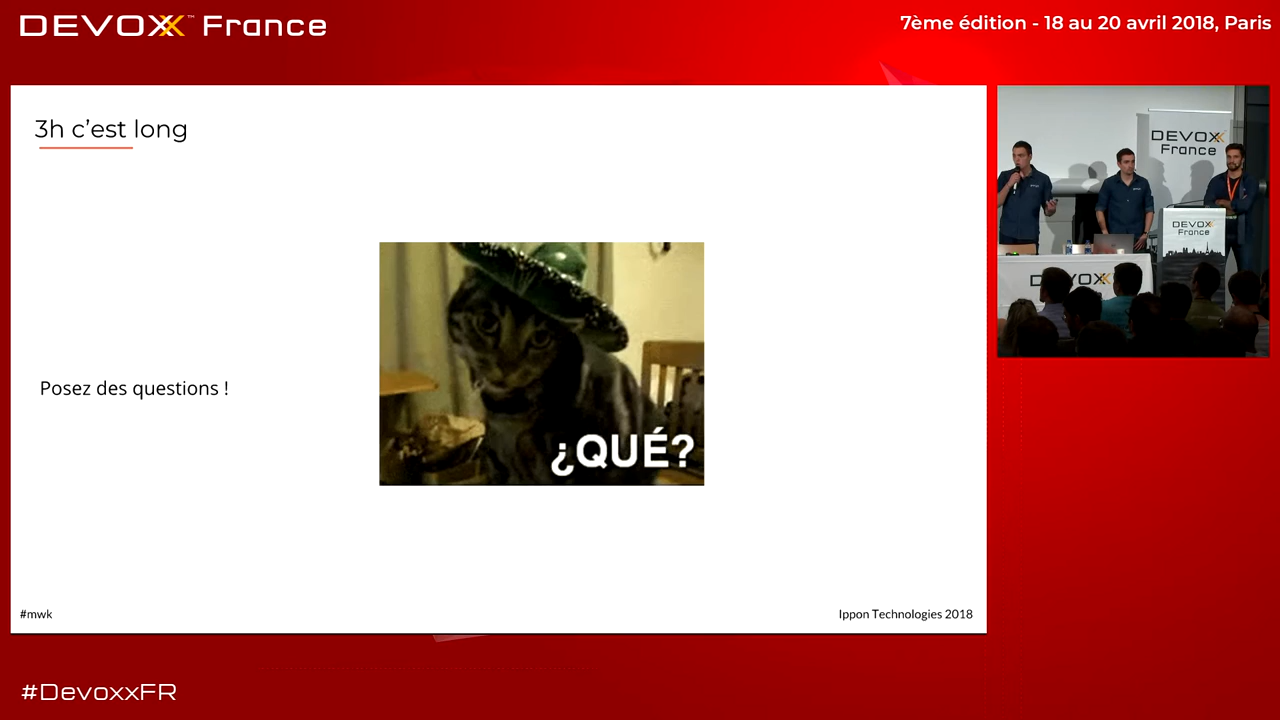 DEVOXX™ France
7ème édition - 18 au 20 avril 2018, Paris
3h c’est long
Posez des questions !
¿QUÉ?
#mwk
Ippon Technologies 2018
DEVOXX
France
DEVOXX
France
DEVOXX
#DevoxxFR